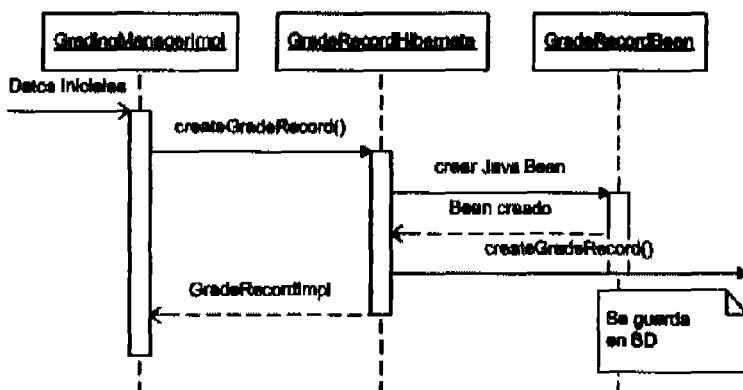 GradingManagerImpl
GradeRecordHibernate
GradeRecordBean
Datos Iniciales
createGradeRecord()
crear Java Bean
Bean creado
createGradeRecord()
GradeRecordImpl
Se guarda
en BD